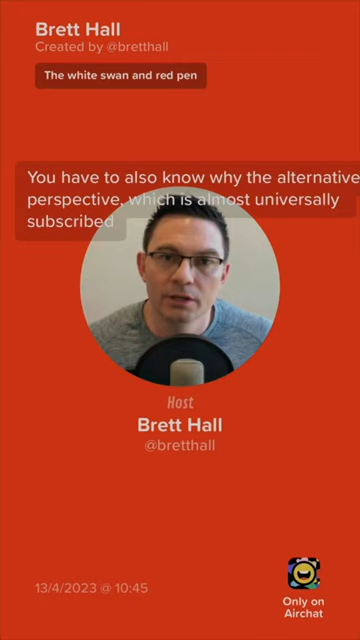 Brett Hall
Created by @bretthall
The white swan and red pen
You have to also know why the alternative
perspective, which is almost universally
subscribed
Host
Brett Hall
@bretthall
13/4/2023 @ 10:45
Only on
Airchat